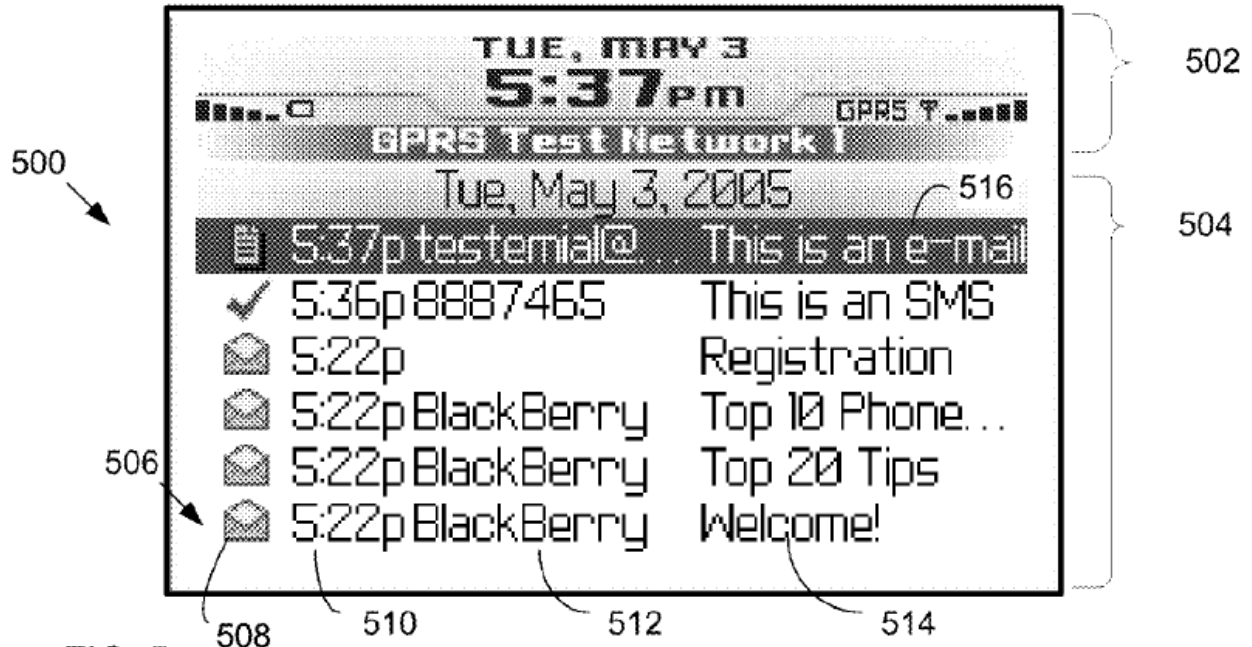 TUE, MAY 3
5:37pm
GPRS
GPRS Test Network 1
502
500
Tue, May 3, 2005
516
504
5:37p testemial@... This is an e-mail
5:36p 8887465 This is an SMS
5:22p Registration
5:22p BlackBerry Top 10 Phone...
5:22p BlackBerry Top 20 Tips
506
5:22p BlackBerry Welcome!
508
510
512
514